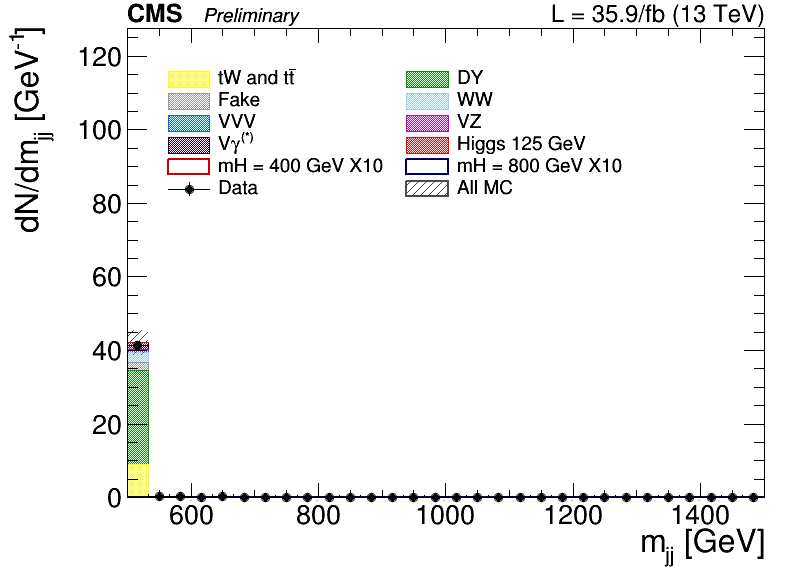 CMS Preliminary L = 35.9/fb (13 TeV)
dN/dm_jj [GeV⁻¹]
120
100
80
60
40
20
0
tW and tt̄ DY
Fake WW
VVV VZ
Vγ⁽*⁾ Higgs 125 GeV
mH = 400 GeV X10 mH = 800 GeV X10
Data All MC
600 800 1000 1200 1400
m_jj [GeV]